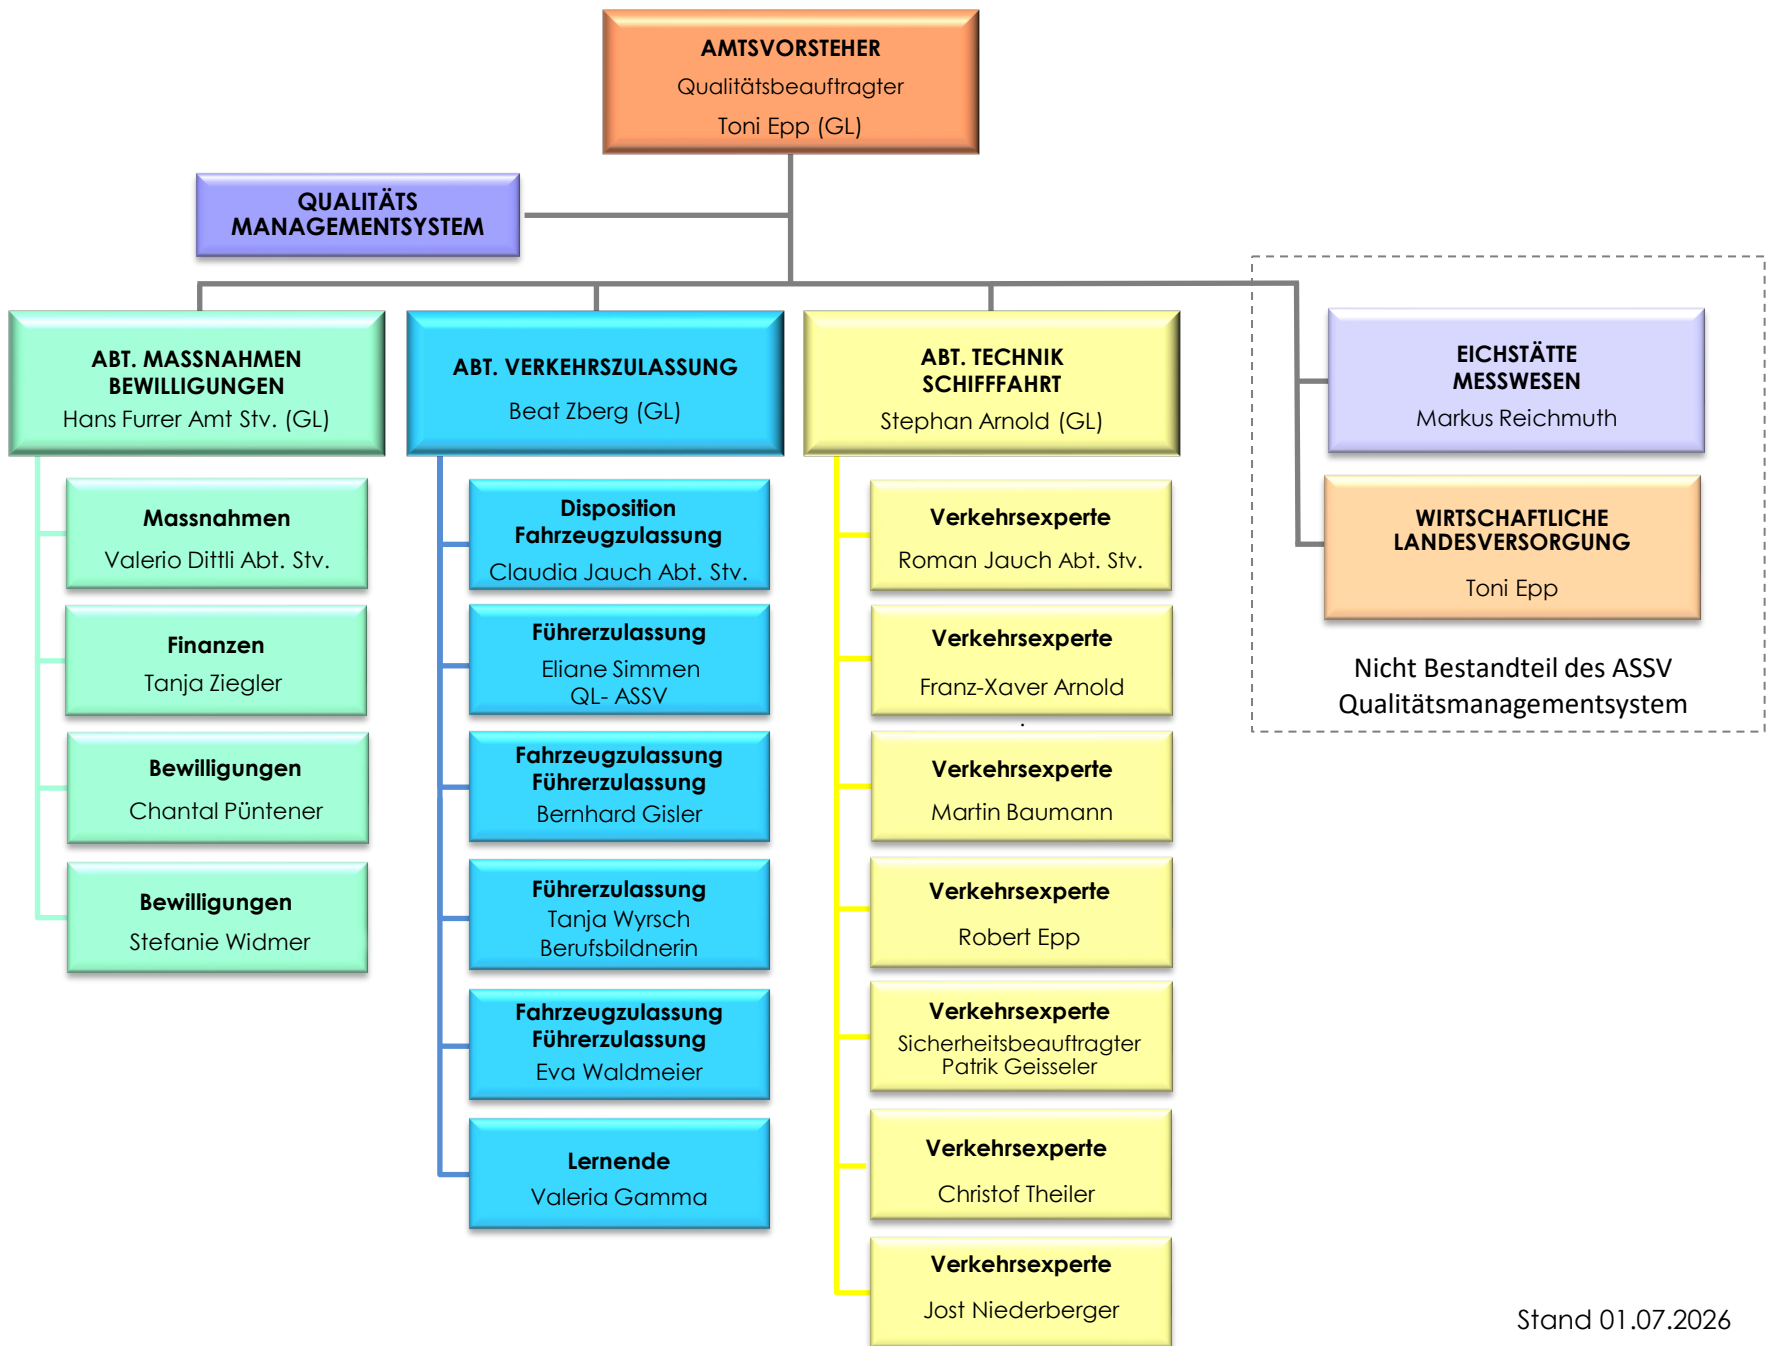 AMTSVORSTEHER
Qualitätsbeauftragter
Toni Epp (GL)
QUALITÄTS
MANAGEMENTSYSTEM
ABT. MASSNAHMEN
BEWILLIGUNGEN
Hans Furrer Amt Stv. (GL)
Massnahmen
Valerio Dittli Abt. Stv.
Finanzen
Tanja Ziegler
Bewilligungen
Chantal Püntener
Bewilligungen
Stefanie Widmer
ABT. VERKEHRSZULASSUNG
Beat Zberg (GL)
Disposition
Fahrzeugzulassung
Claudia Jauch Abt. Stv.
Führerzulassung
Eliane Simmen
QL- ASSV
Fahrzeugzulassung
Führerzulassung
Bernhard Gisler
Führerzulassung
Tanja Wyrsch
Berufsbildnerin
Fahrzeugzulassung
Führerzulassung
Eva Waldmeier
Lernende
Valeria Gamma
ABT. TECHNIK
SCHIFFFAHRT
Stephan Arnold (GL)
Verkehrsexperte
Roman Jauch Abt. Stv.
Verkehrsexperte
Franz-Xaver Arnold
.
Verkehrsexperte
Martin Baumann
Verkehrsexperte
Robert Epp
Verkehrsexperte
Sicherheitsbeauftragter
Patrik Geisseler
Verkehrsexperte
Christof Theiler
Verkehrsexperte
Jost Niederberger
EICHSTÄTTE
MESSWESEN
Markus Reichmuth
WIRTSCHAFTLICHE
LANDESVERSORGUNG
Toni Epp
Nicht Bestandteil des ASSV
Qualitätsmanagementsystem
Stand 01.07.2026